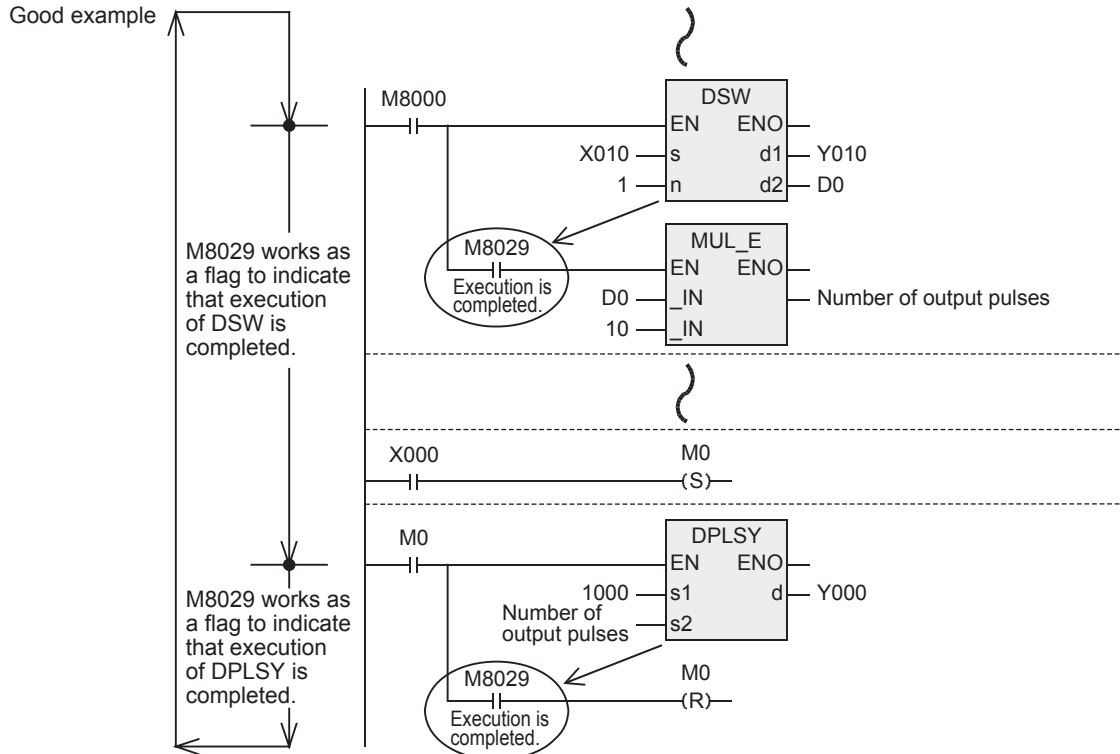 Good example
M8000
DSW
EN ENO
X010 s d1 Y010
1 n d2 D0
M8029 works as
a flag to indicate
that execution
of DSW is
completed.
M8029
Execution is
completed.
MUL_E
EN ENO
D0 _IN Number of output pulses
10 _IN
X000 M0
(S)
M0
DPLSY
EN ENO
1000 s1 d Y000
Number of
output pulses
s2
M8029 works as
a flag to indicate
that execution
of DPLSY is
completed.
M8029 M0
Execution is
completed.
(R)